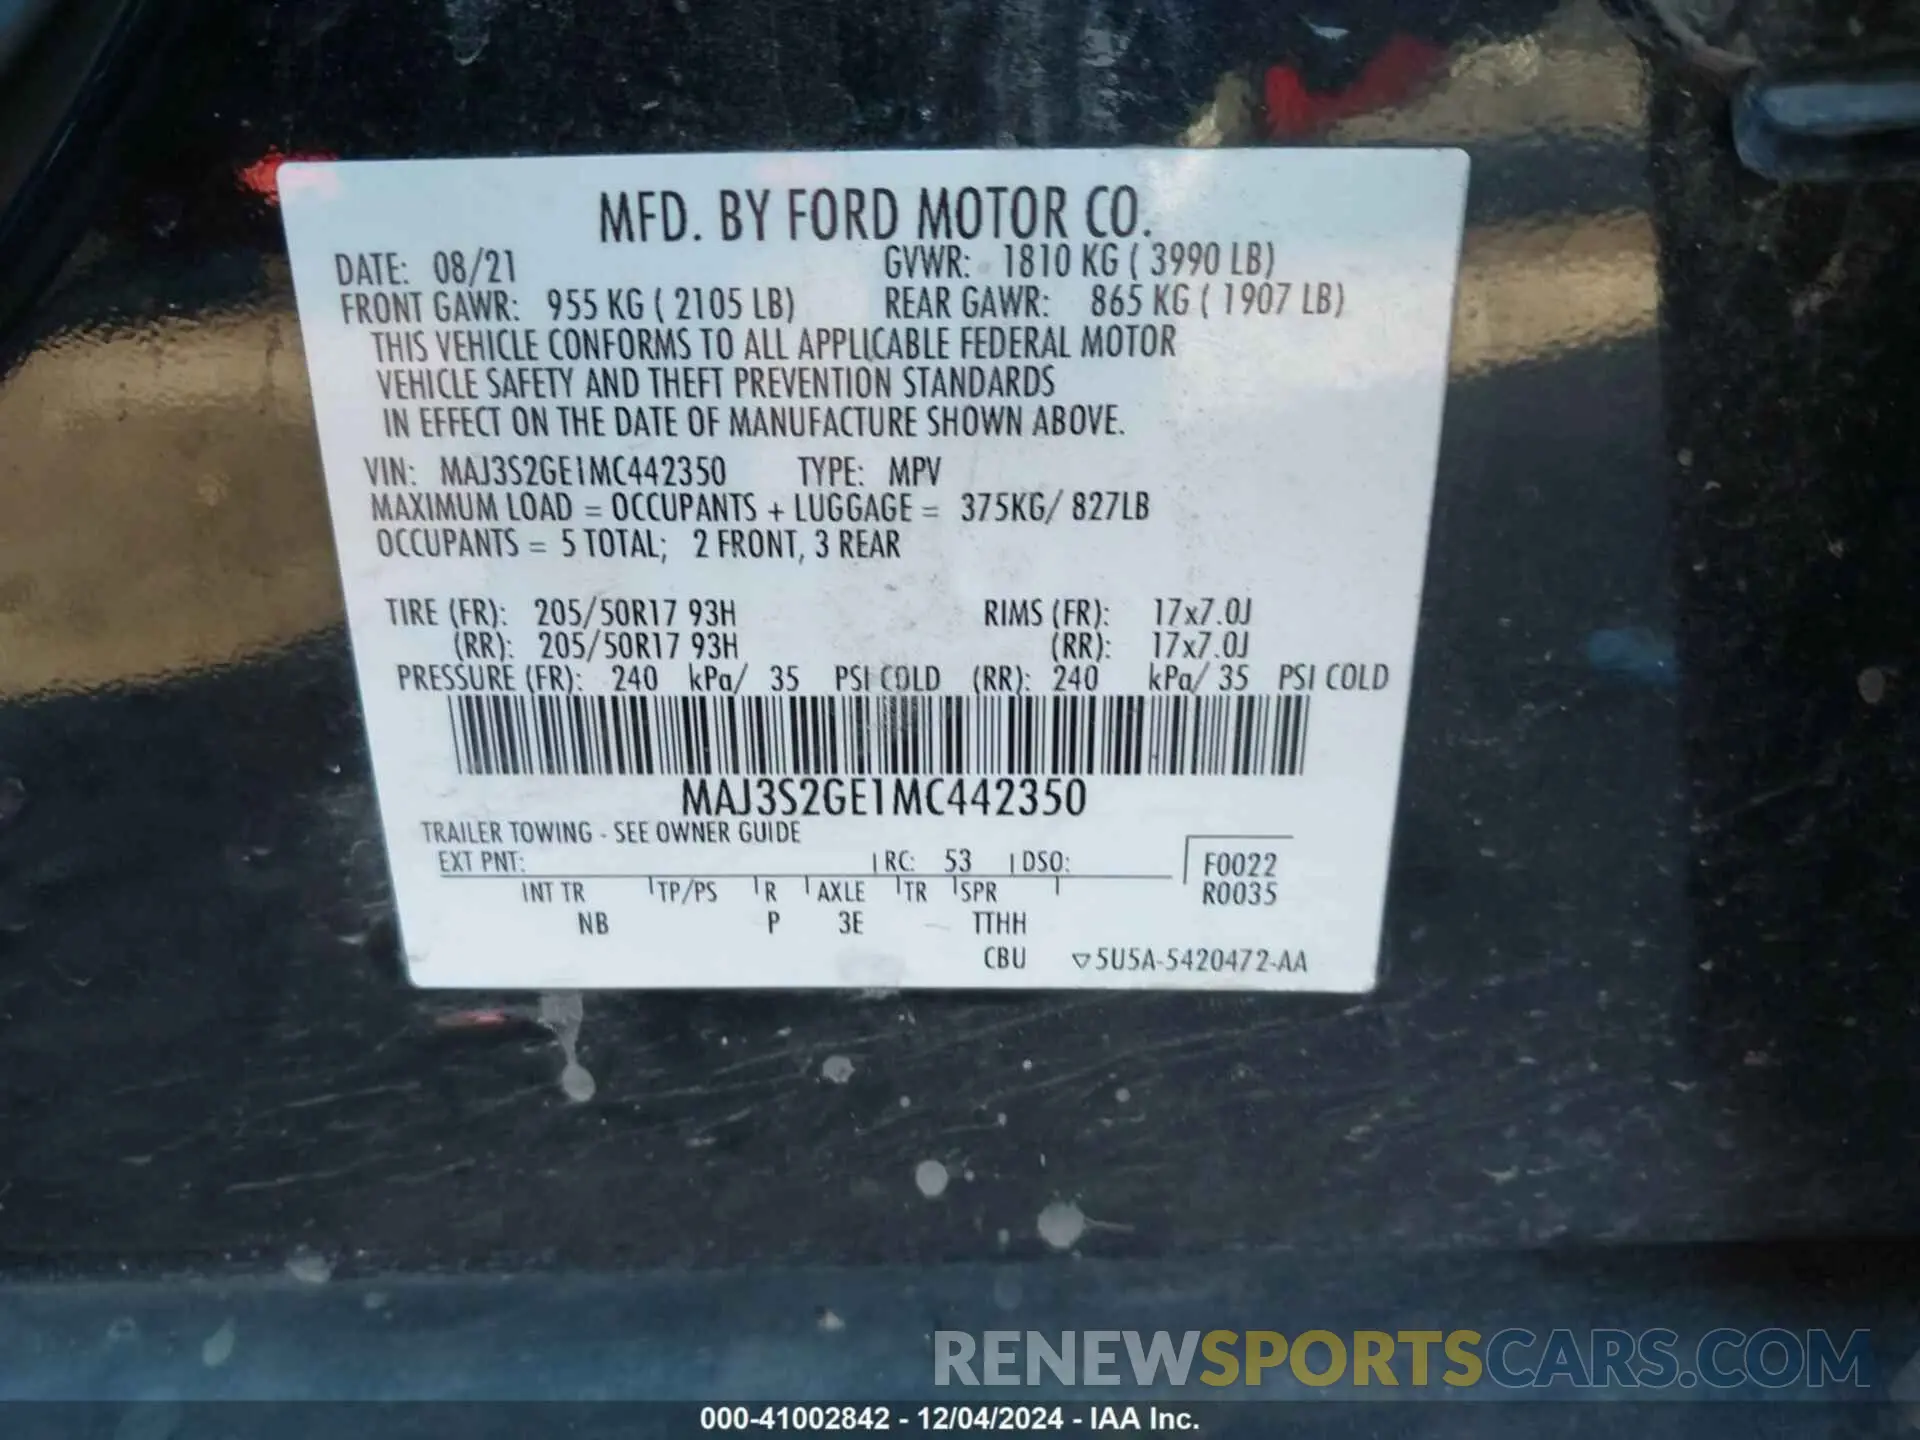 MFD. BY FORD MOTOR CO.
DATE: 08/21 GVWR: 1810 KG ( 3990 LB)
FRONT GAWR: 955 KG ( 2105 LB) REAR GAWR: 865 KG ( 1907 LB)
THIS VEHICLE CONFORMS TO ALL APPLICABLE FEDERAL MOTOR
VEHICLE SAFETY AND THEFT PREVENTION STANDARDS
IN EFFECT ON THE DATE OF MANUFACTURE SHOWN ABOVE.
VIN: MAJ3S2GE1MC442350 TYPE: MPV
MAXIMUM LOAD = OCCUPANTS + LUGGAGE = 375KG/ 827LB
OCCUPANTS = 5 TOTAL; 2 FRONT, 3 REAR
TIRE (FR): 205/50R17 93H RIMS (FR): 17x7.0J
(RR): 205/50R17 93H (RR): 17x7.0J
PRESSURE (FR): 240 kPa/ 35 PSI COLD (RR): 240 kPa/ 35 PSI COLD
MAJ3S2GE1MC442350
TRAILER TOWING - SEE OWNER GUIDE
EXT PNT: RC: 53 DSO: F0022
INT TR TP/PS R AXLE TR SPR R0035
NB P 3E TTHH
CBU ▽5U5A-5420472-AA
RENEWSPORTSCARS.COM
000-41002842 - 12/04/2024 - IAA Inc.